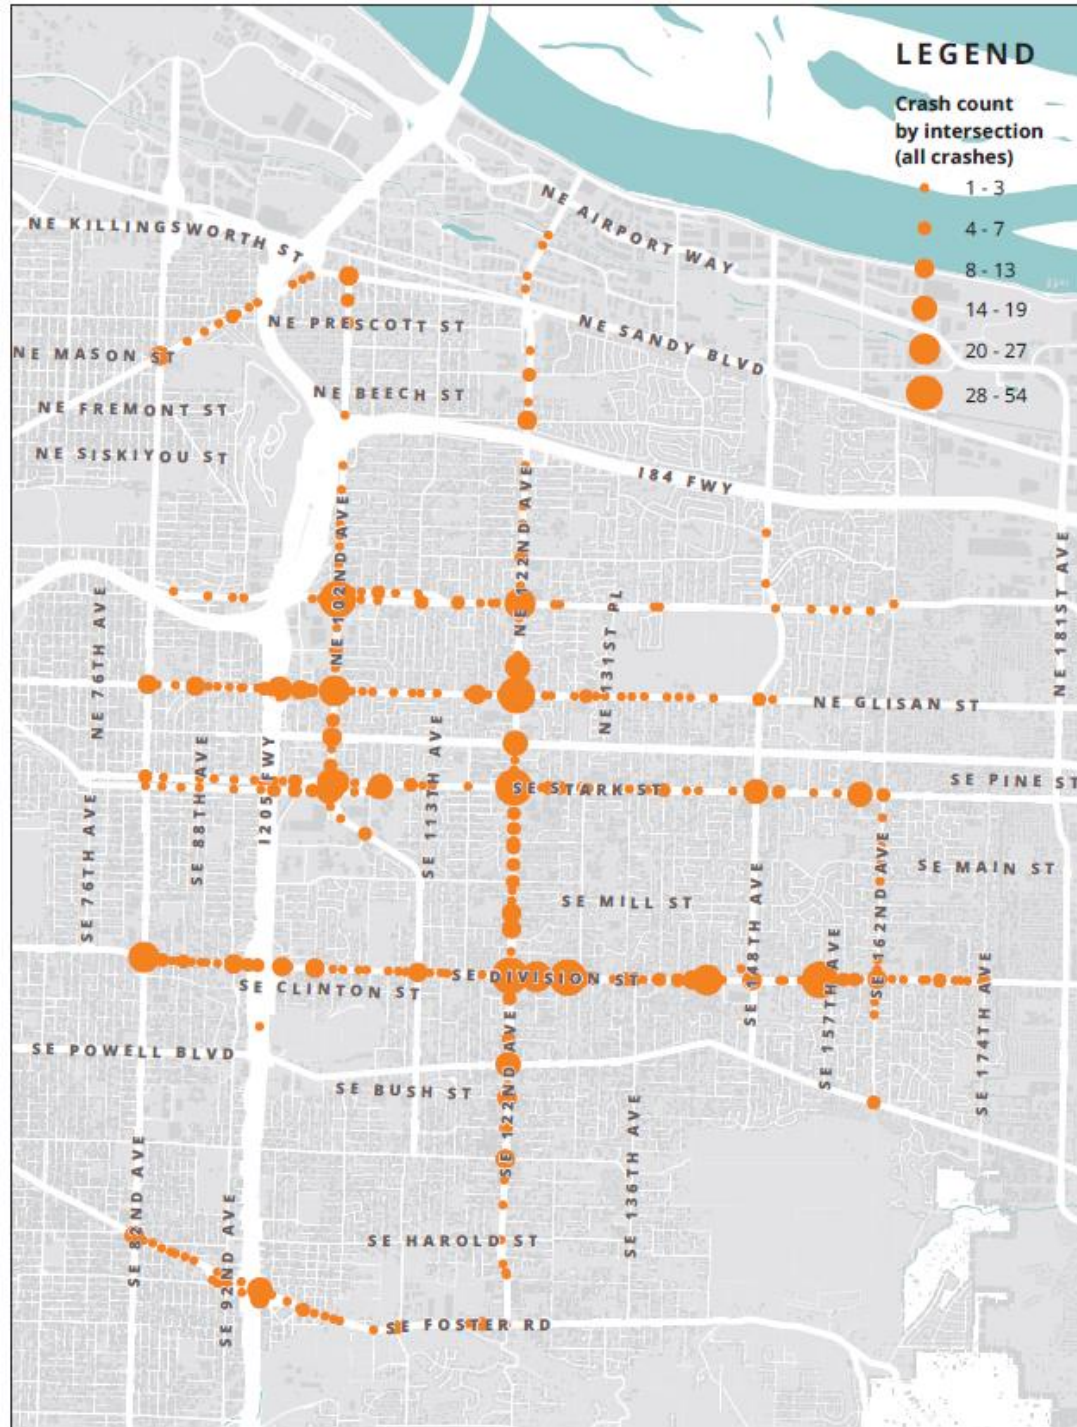 LEGEND
Crash count
by intersection
(all crashes)
1 - 3
4 - 7
8 - 13
14 - 19
20 - 27
28 - 54
NE AIRPORT WAY
NE KILLINGSWORTH ST
NE PRESCOTT ST
NE SANDY BLVD
NE MASON ST
NE BEECH ST
NE FREMONT ST
NE SISKIYOU ST
I84 FWY
NE 102ND AVE
NE 122ND AVE
NE 181ST AVE
NE 76TH AVE
NE 131ST PL
NE GLISAN ST
SE 88TH AVE
I205 FWY
SE 113TH AVE
SE STARK ST
SE PINE ST
SE 76TH AVE
SE MAIN ST
SE MILL ST
SE 148TH AVE
SE 162ND AVE
SE DIVISION ST
SE CLINTON ST
SE 157TH AVE
SE 174TH AVE
SE POWELL BLVD
SE BUSH ST
SE 122ND AVE
SE 136TH AVE
SE 82ND AVE
SE 92ND AVE
SE HAROLD ST
SE FOSTER RD